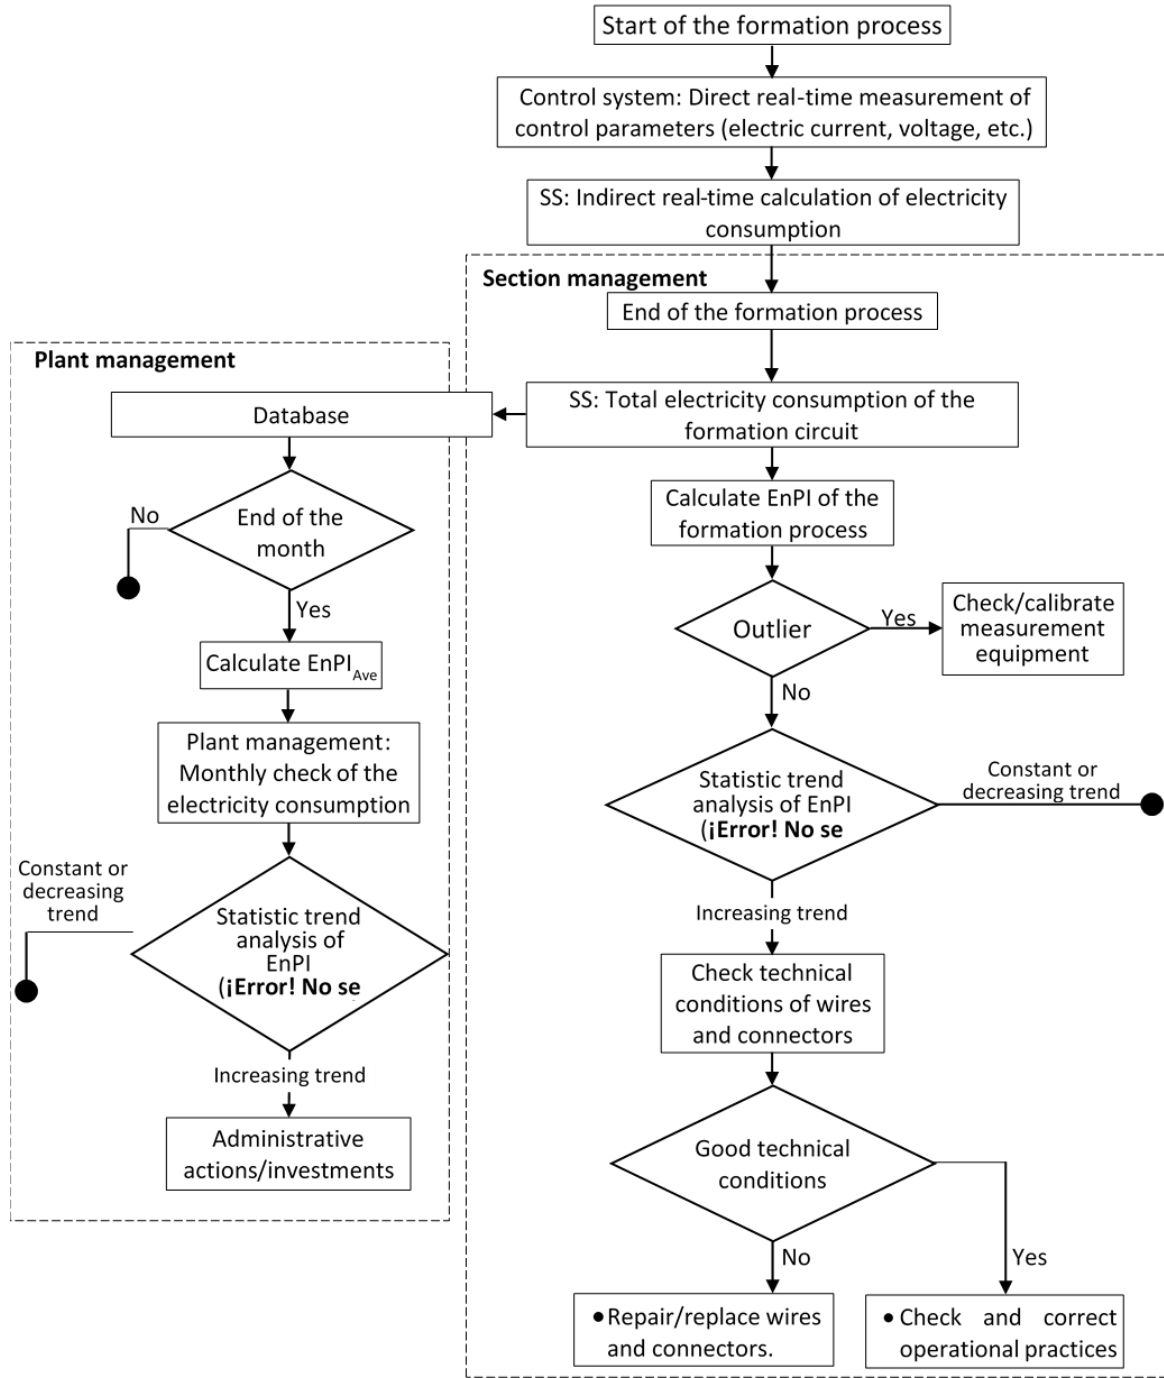 Start of the formation process
Control system: Direct real-time measurement of
control parameters (electric current, voltage, etc.)
SS: Indirect real-time calculation of electricity
consumption
Section management
End of the formation process
SS: Total electricity consumption of the
formation circuit
Calculate EnPI of the
formation process
Outlier
Yes
Check/calibrate
measurement
equipment
No
Statistic trend
analysis of EnPI
(¡Error! No se
Constant or
decreasing trend
Increasing trend
Check technical
conditions of wires
and connectors
Good technical
conditions
No
Yes
●Repair/replace wires
and connectors.
● Check and correct
operational practices
Plant management
Database
End of the
month
No
Yes
Calculate EnPIAve
Plant management:
Monthly check of the
electricity consumption
Statistic trend
analysis of
EnPI
(¡Error! No se
Constant or
decreasing
trend
Increasing trend
Administrative
actions/investments